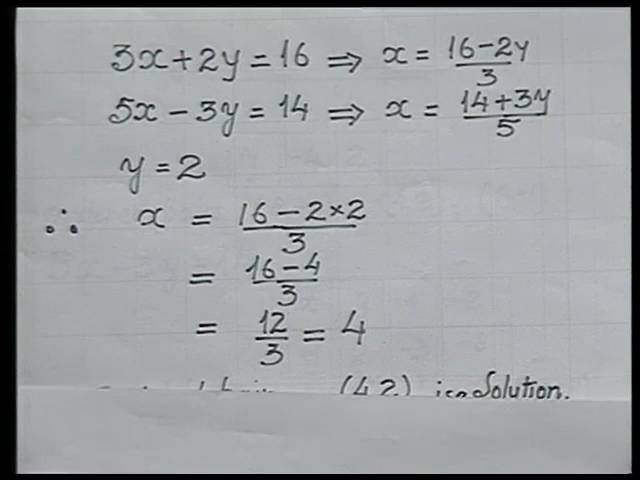 3x + 2y = 16 ⇒ x = (16 - 2y)/3
5x - 3y = 14 ⇒ x = (14 + 3y)/5
y = 2
∴ x = (16 - 2×2)/3
= (16 - 4)/3
= 12/3 = 4
(4,2) is a Solution.